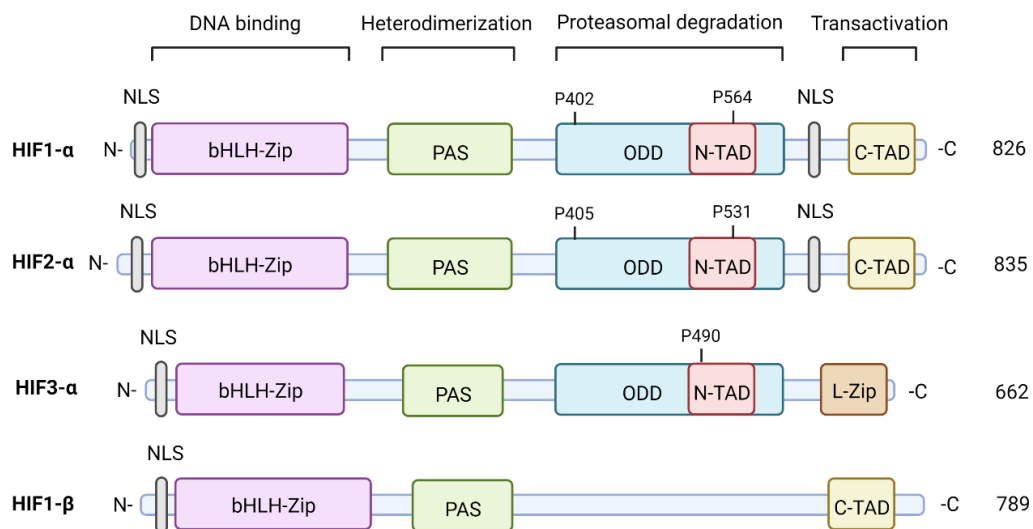 DNA binding Heterodimerization Proteasomal degradation Transactivation
NLS P402 P564 NLS
HIF1-α N- bHLH-Zip PAS ODD N-TAD C-TAD -C 826
NLS P405 P531 NLS
HIF2-α N- bHLH-Zip PAS ODD N-TAD C-TAD -C 835
NLS P490
HIF3-α N- bHLH-Zip PAS ODD N-TAD L-Zip -C 662
NLS
HIF1-β N- bHLH-Zip PAS C-TAD -C 789